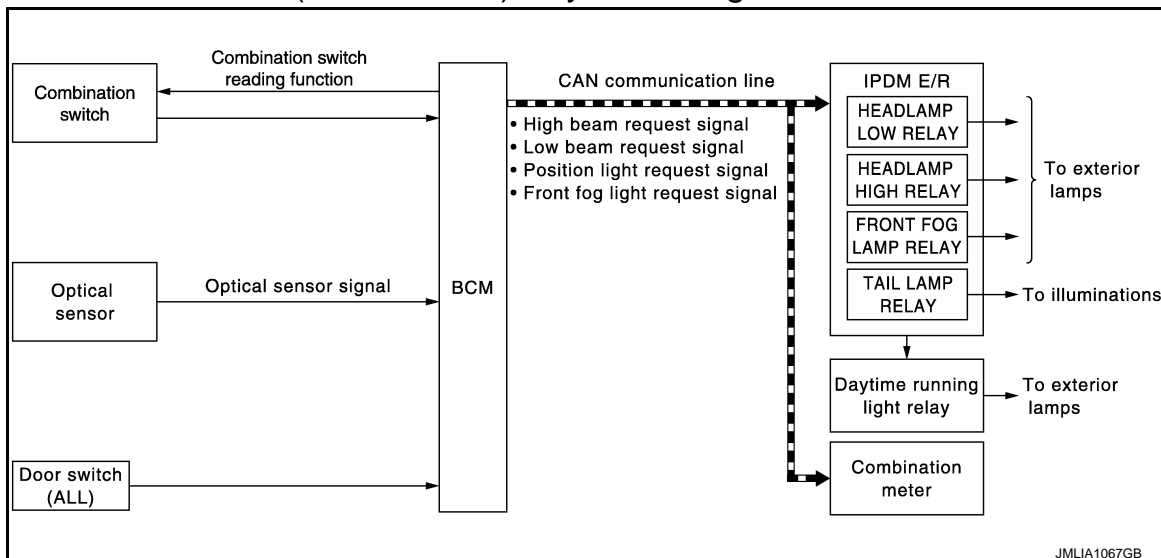 Combination switch
reading function
Combination
switch
BCM
CAN communication line
• High beam request signal
• Low beam request signal
• Position light request signal
• Front fog light request signal
IPDM E/R
HEADLAMP
LOW RELAY
HEADLAMP
HIGH RELAY
FRONT FOG
LAMP RELAY
TAIL LAMP
RELAY
To exterior
lamps
To illuminations
Optical
sensor
Optical sensor signal
Daytime running
light relay
To exterior
lamps
Door switch
(ALL)
Combination
meter
JMLIA1067GB